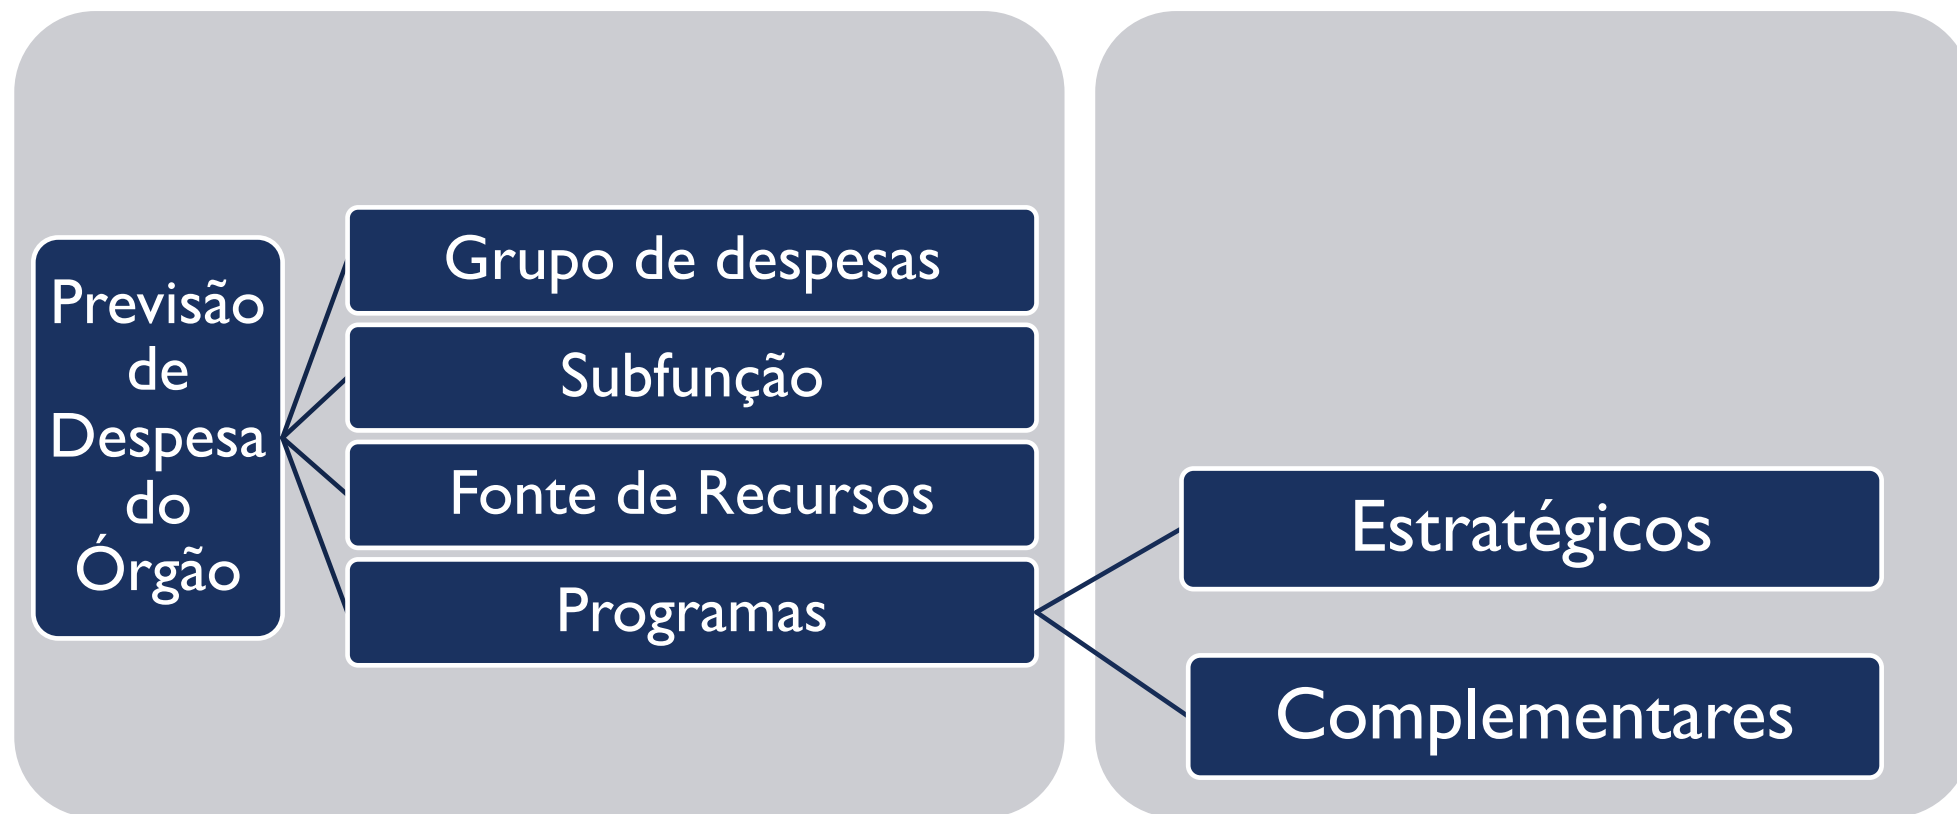 Previsão
de
Despesa
do
Órgão
Grupo de despesas
Subfunção
Fonte de Recursos
Programas
Estratégicos
Complementares